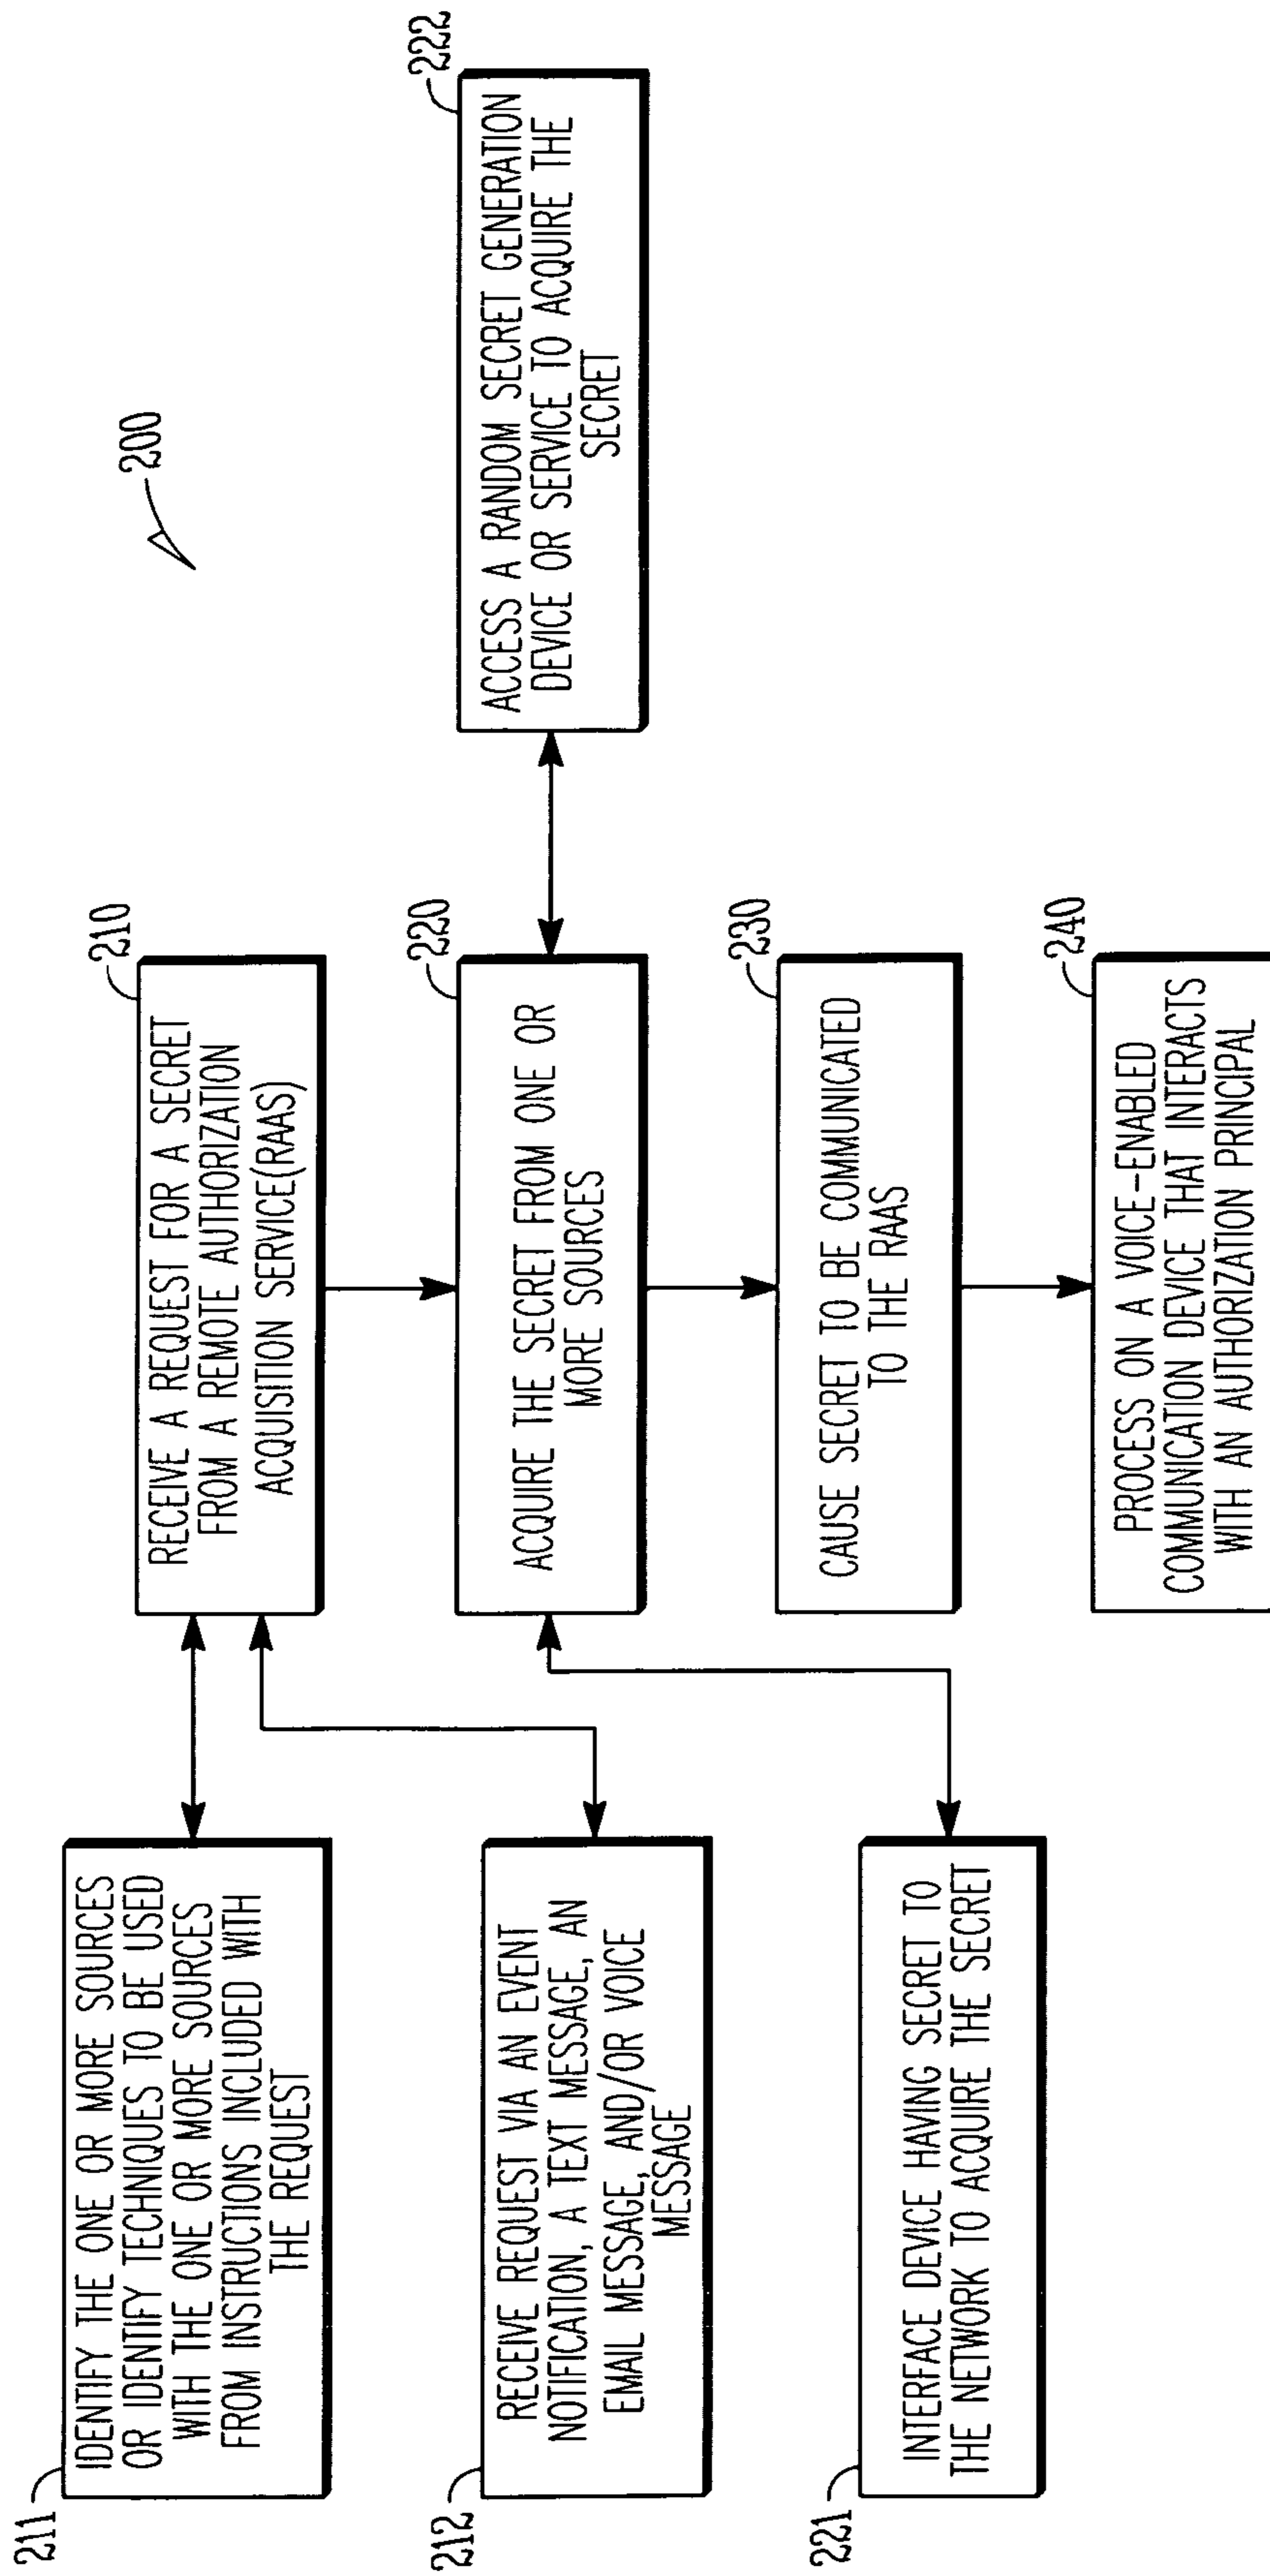 200
211
IDENTIFY THE ONE OR MORE SOURCES
OR IDENTIFY TECHNIQUES TO BE USED
WITH THE ONE OR MORE SOURCES
FROM INSTRUCTIONS INCLUDED WITH
THE REQUEST
210
RECEIVE A REQUEST FOR A SECRET
FROM A REMOTE AUTHORIZATION
ACQUISITION SERVICE(RAAS)
212
RECEIVE REQUEST VIA AN EVENT
NOTIFICATION, A TEXT MESSAGE, AN
EMAIL MESSAGE, AND/OR VOICE
MESSAGE
220
ACQUIRE THE SECRET FROM ONE OR
MORE SOURCES
222
ACCESS A RANDOM SECRET GENERATION
DEVICE OR SERVICE TO ACQUIRE THE
SECRET
221
INTERFACE DEVICE HAVING SECRET TO
THE NETWORK TO ACQUIRE THE SECRET
230
CAUSE SECRET TO BE COMMUNICATED
TO THE RAAS
240
PROCESS ON A VOICE-ENABLED
COMMUNICATION DEVICE THAT INTERACTS
WITH AN AUTHORIZATION PRINCIPAL